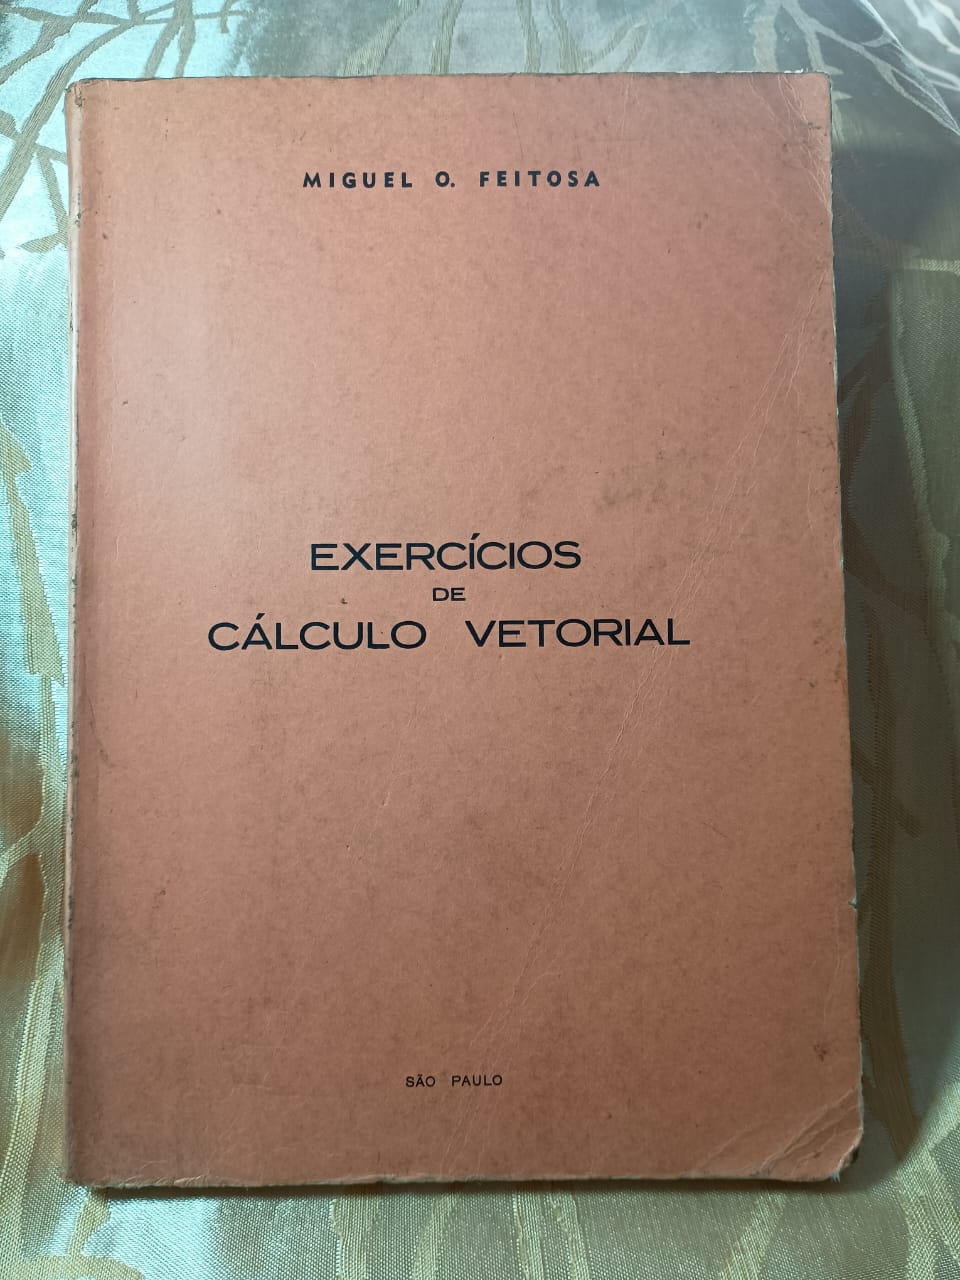 MIGUEL O. FEITOSA
EXERCÍCIOS
DE
CÁLCULO VETORIAL
SÃO PAULO